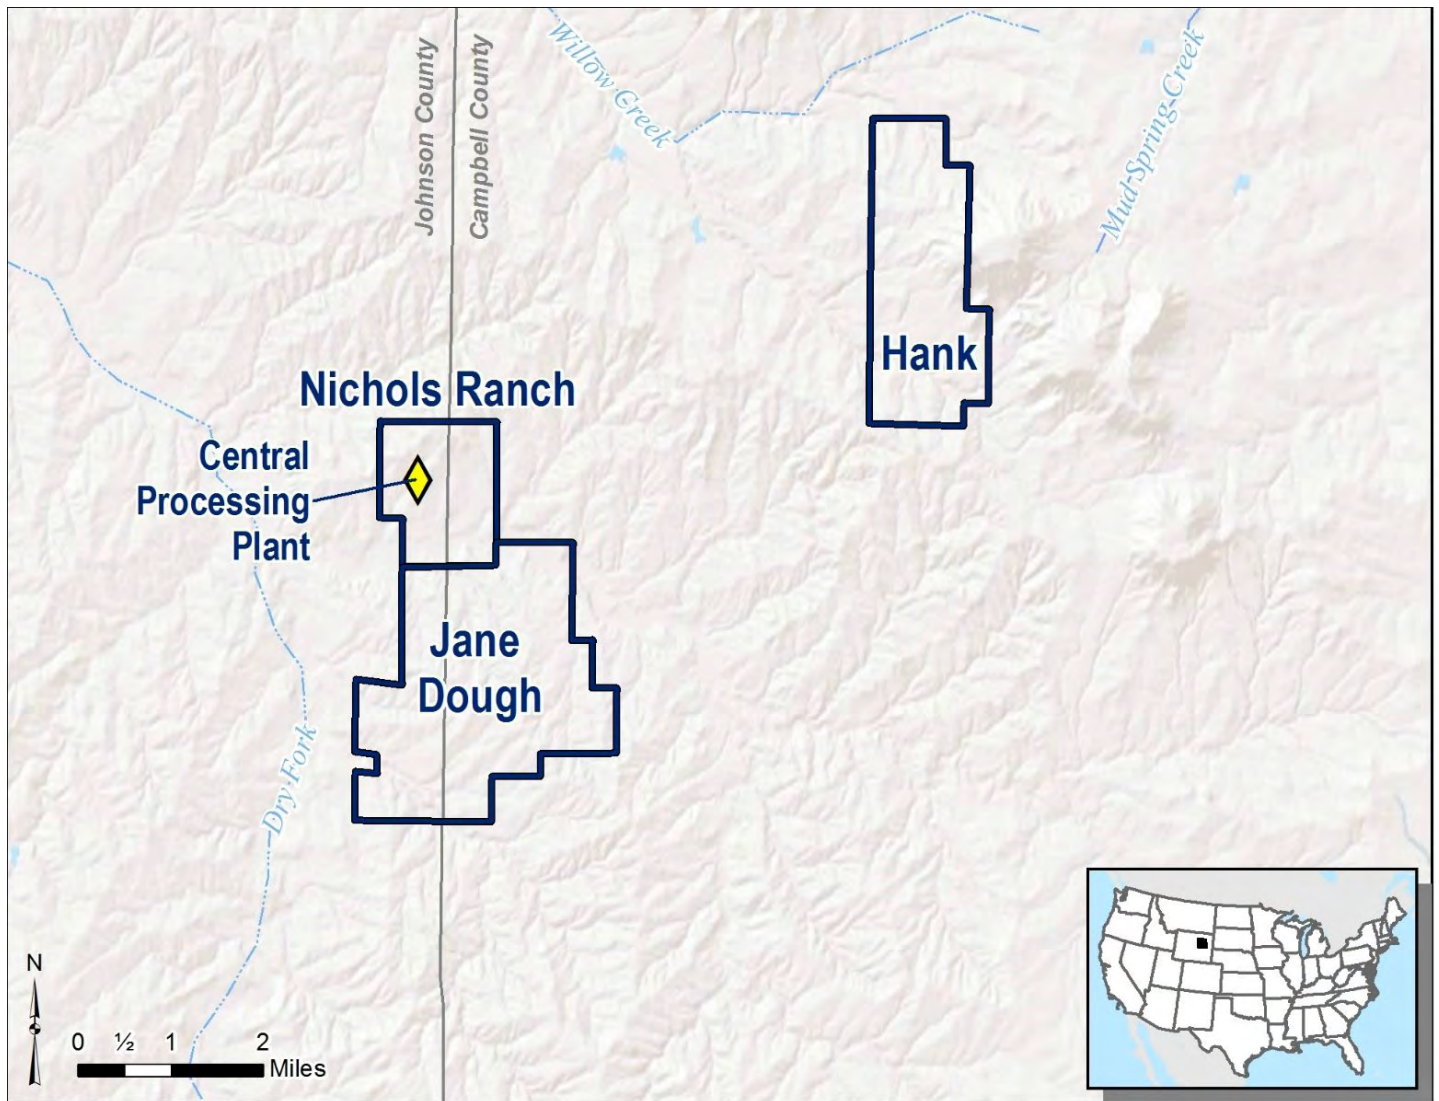 Johnson County
Campbell County
Willow Creek
Mud Spring Creek
Hank
Nichols Ranch
Central
Processing
Plant
Jane
Dough
Dry Fork
N
0 ½ 1 2
Miles